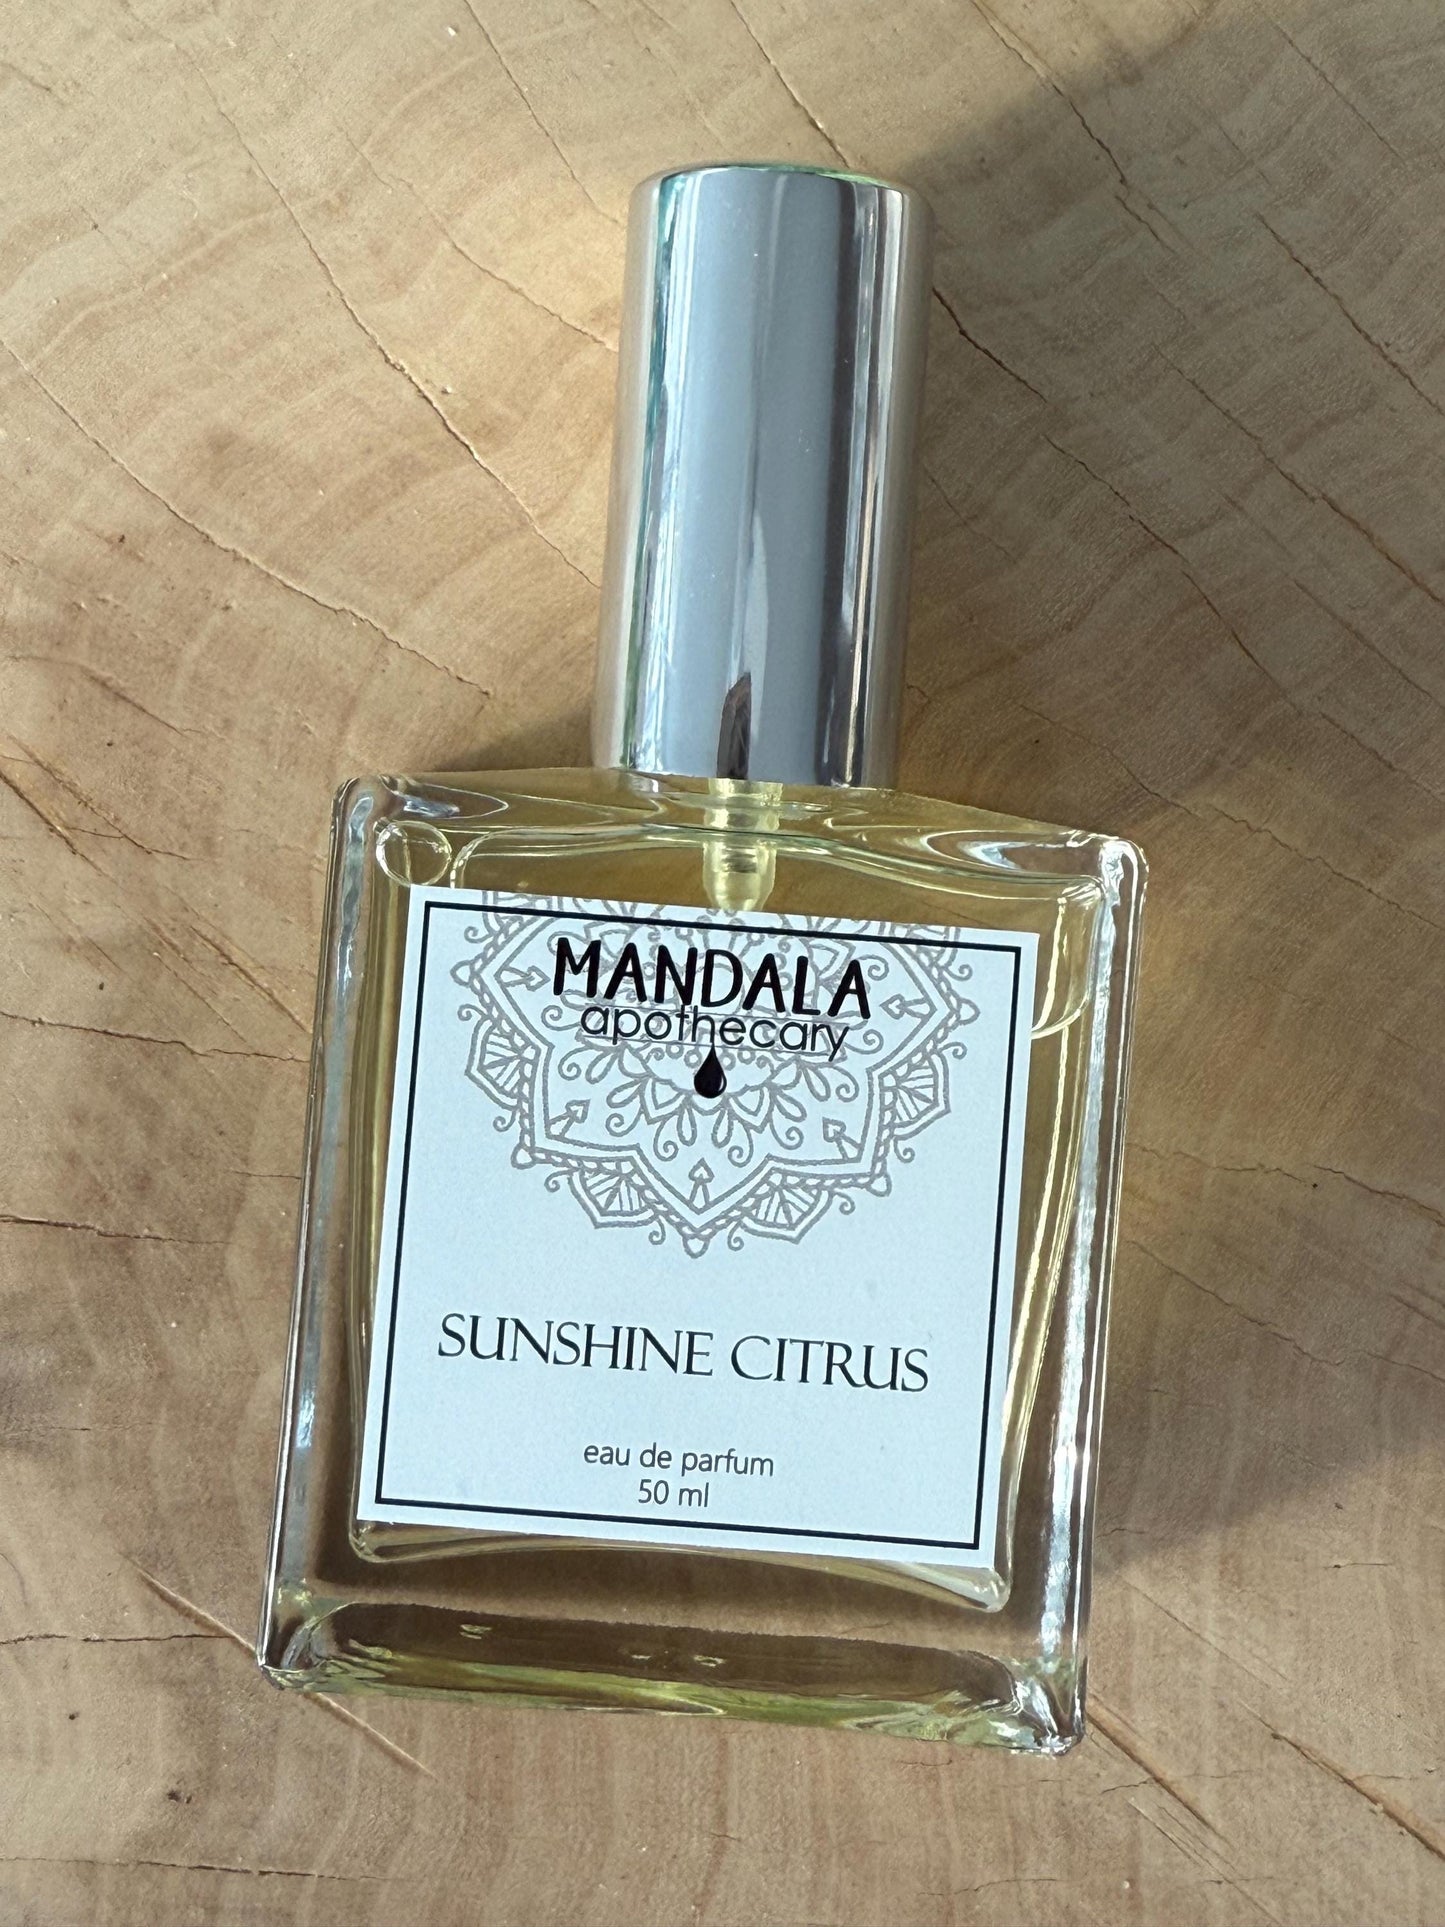 MANDALA
apothecary
SUNSHINE CITRUS
eau de parfum
50 ml